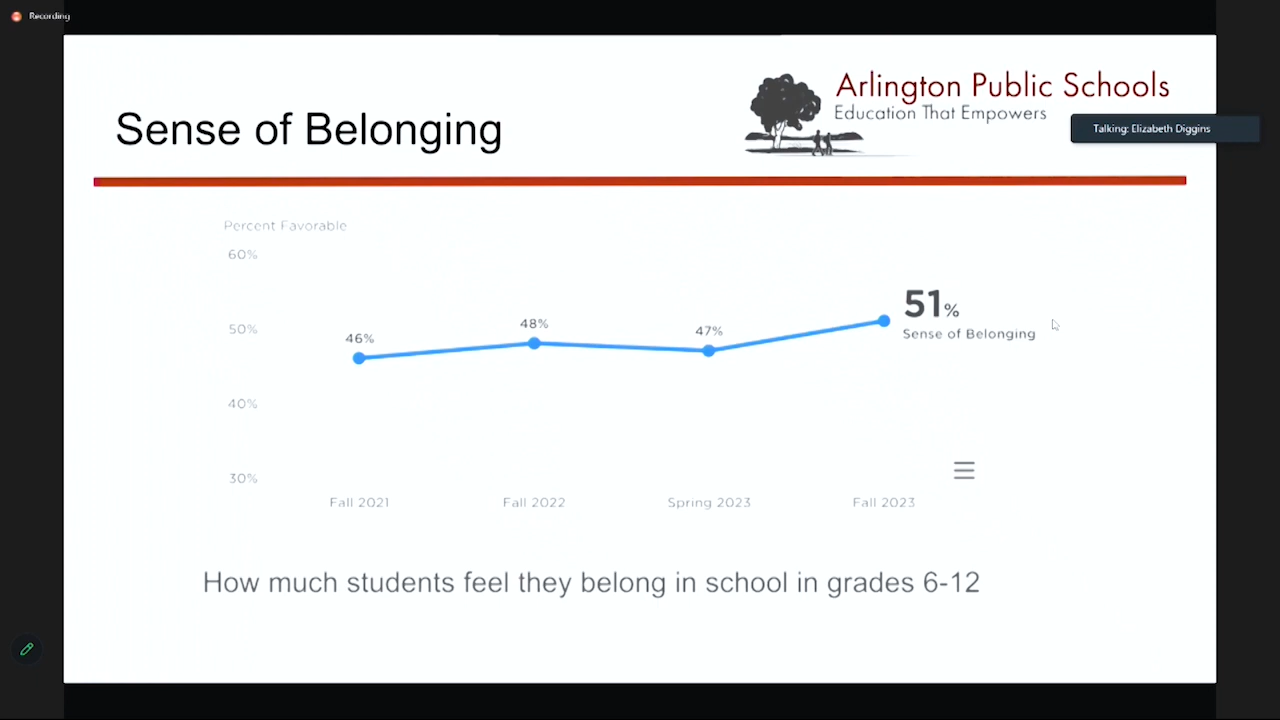 Recording
Arlington Public Schools
Education That Empowers
Sense of Belonging
Talking: Elizabeth Diggins
Percent Favorable
60%
50%
40%
30%
46%
48%
47%
51%
Sense of Belonging
Fall 2021
Fall 2022
Spring 2023
Fall 2023
How much students feel they belong in school in grades 6-12